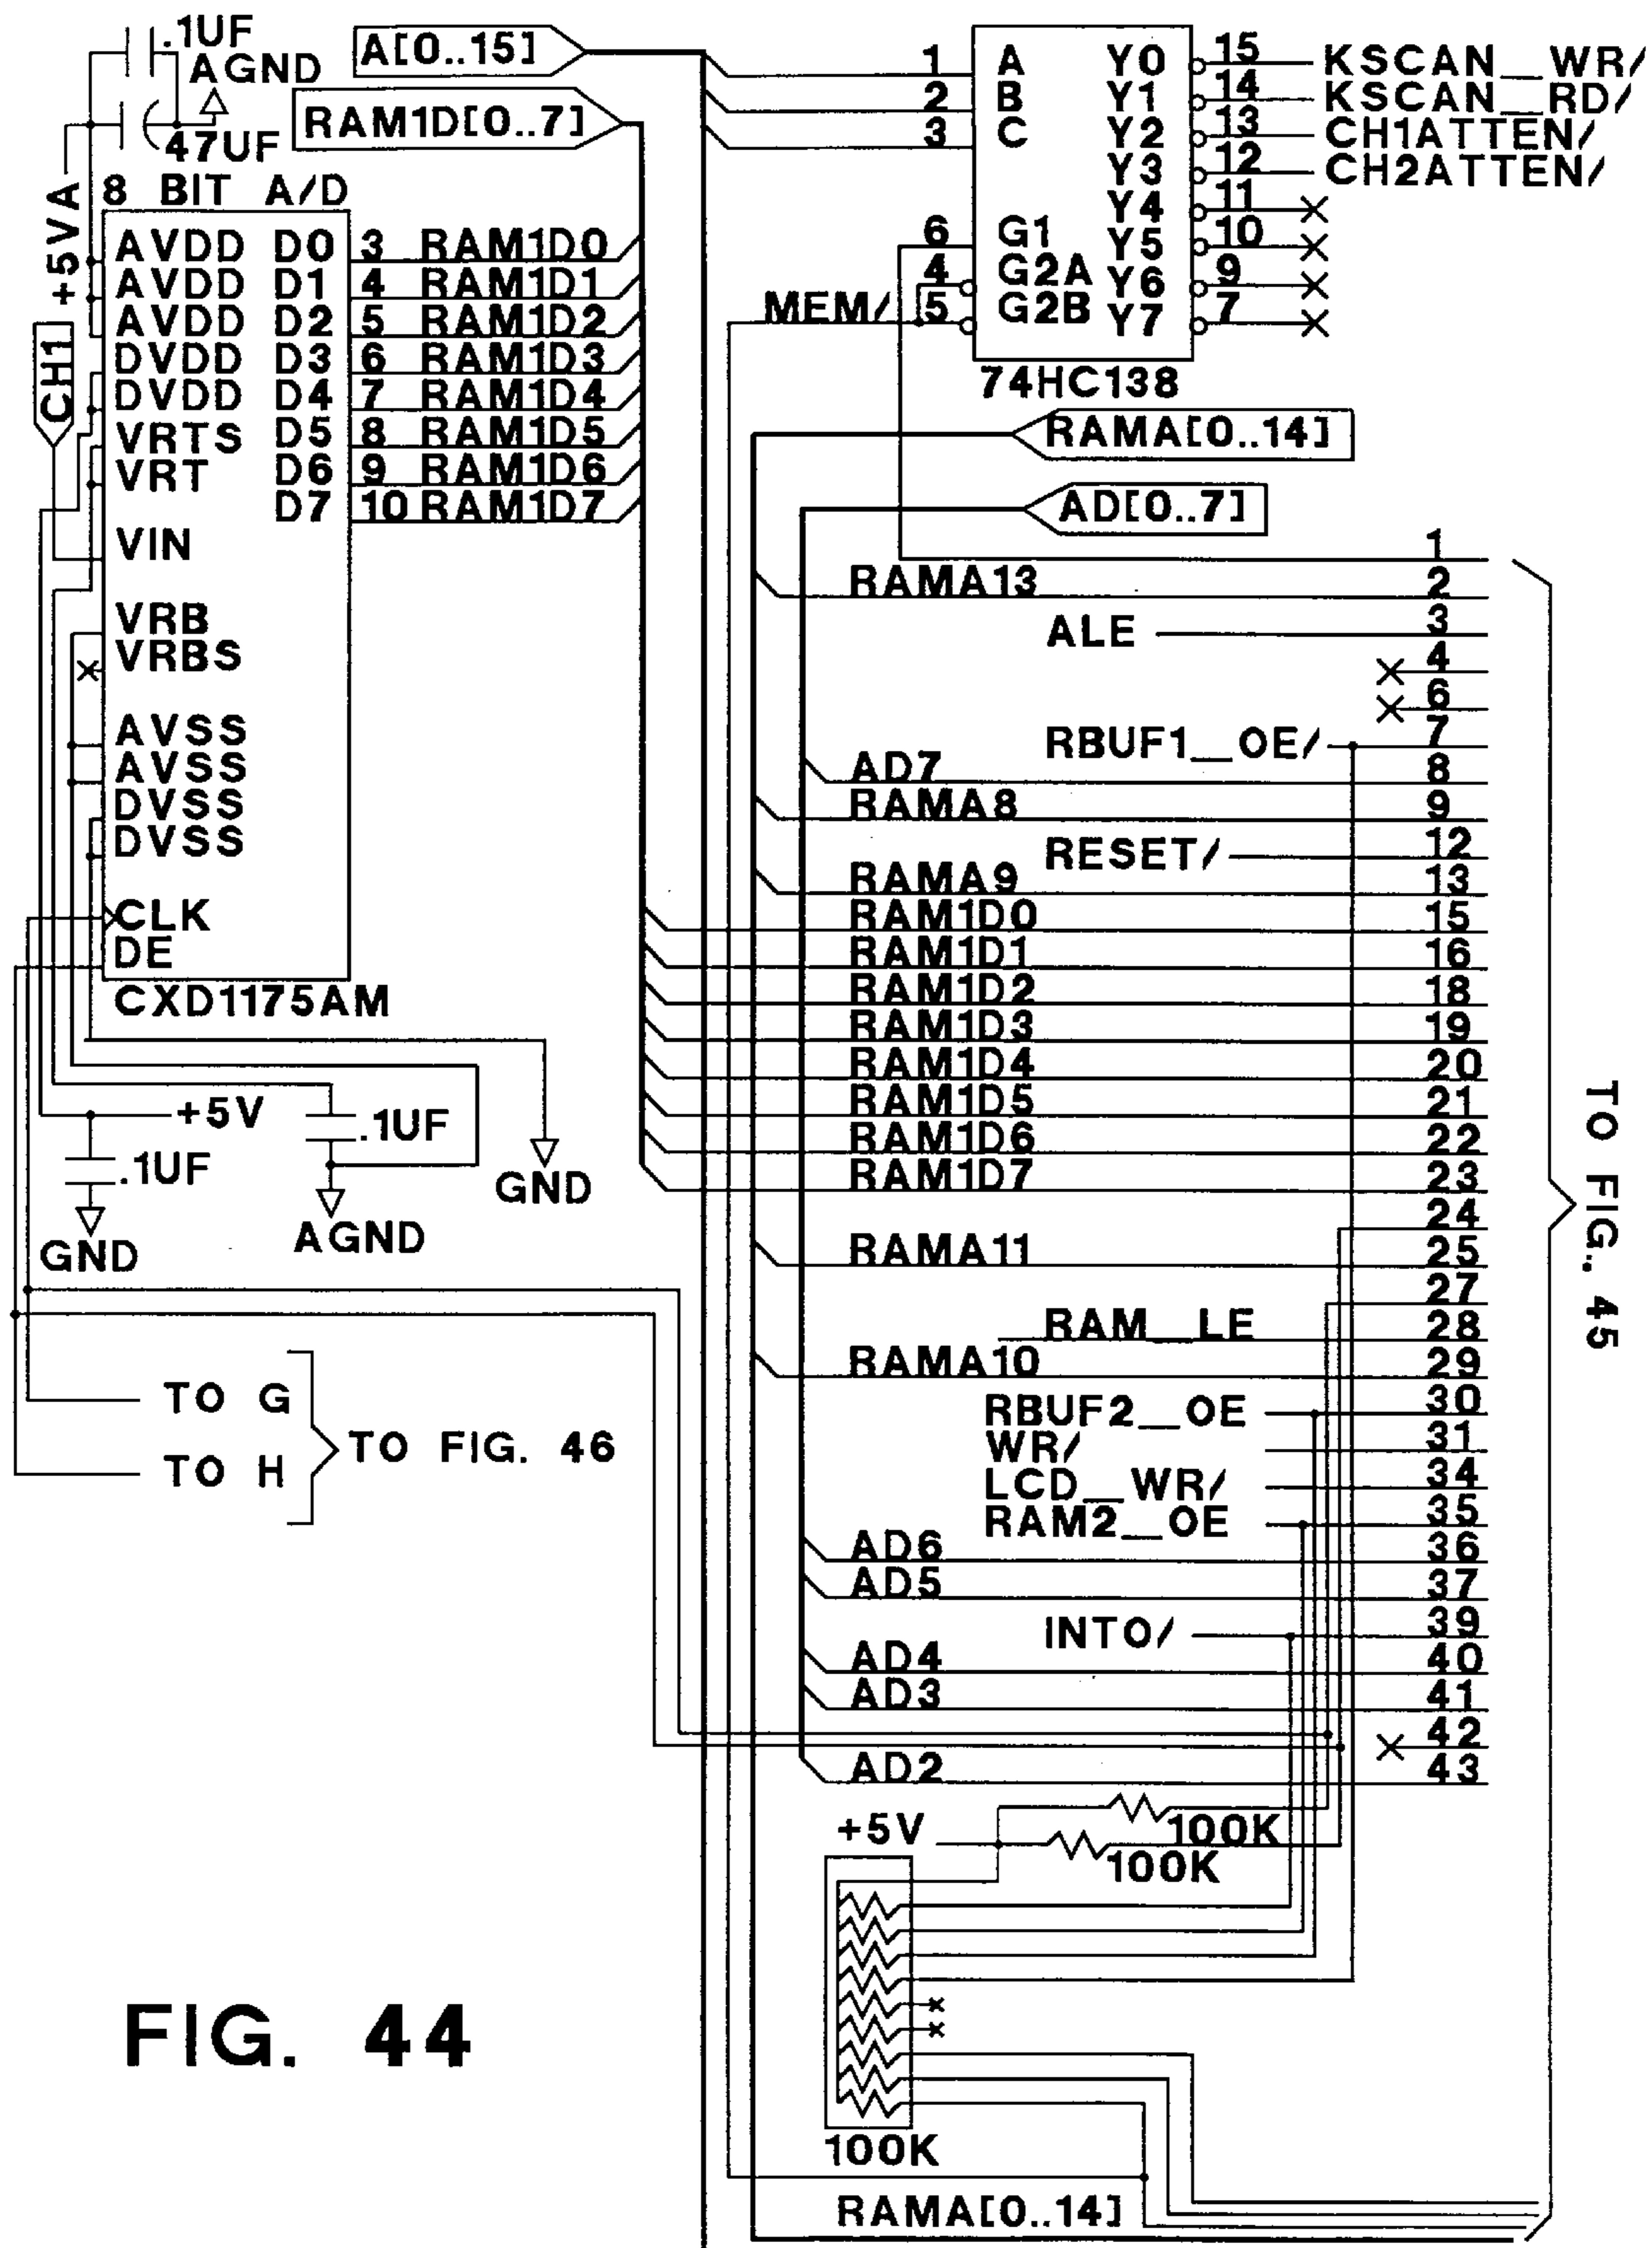 .1UF
AGND
47UF
+5VA
A[0..15]
RAM1D[0..7]
8 BIT A/D
CH1
AVDD D0 3 RAM1D0
AVDD D1 4 RAM1D1
AVDD D2 5 RAM1D2
DVDD D3 6 RAM1D3
DVDD D4 7 RAM1D4
VRTS D5 8 RAM1D5
VRT D6 9 RAM1D6
D7 10 RAM1D7
VIN
VRB
VRBS
AVSS
AVSS
DVSS
DVSS
CLK
DE
CXD1175AM
+5V
.1UF
.1UF
GND
AGND
GND
TO G
TO H
TO FIG. 46
1 A Y0 15 KSCAN__WR/
2 B Y1 14 KSCAN__RD/
3 C Y2 13 CH1ATTEN/
Y3 12 CH2ATTEN/
Y4 11
6 G1 Y5 10
4 G2A Y6 9
MEM/ 5 G2B Y7 7
74HC138
RAMA[0..14]
AD[0..7]
1
RAMA13 2
ALE 3
4
6
RBUF1__OE/ 7
AD7 8
RAMA8 9
RESET/ 12
RAMA9 13
RAM1D0 15
RAM1D1 16
RAM1D2 18
RAM1D3 19
RAM1D4 20
RAM1D5 21
RAM1D6 22
RAM1D7 23
24
RAMA11 25
27
RAM__LE 28
RAMA10 29
RBUF2__OE 30
WR/ 31
LCD__WR/ 34
RAM2__OE 35
AD6 36
AD5 37
INTO/ 39
AD4 40
AD3 41
42
AD2 43
TO FIG.. 45
+5V
100K
100K
100K
RAMA[0..14]
FIG. 44